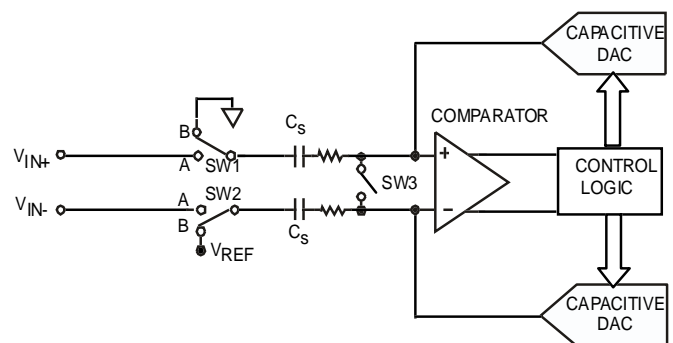 CAPACITIVE
DAC
COMPARATOR
B
Cs
VIN+
A
SW1
+
SW3
CONTROL
LOGIC
VIN-
A
SW2
B
Cs
−
VREF
CAPACITIVE
DAC